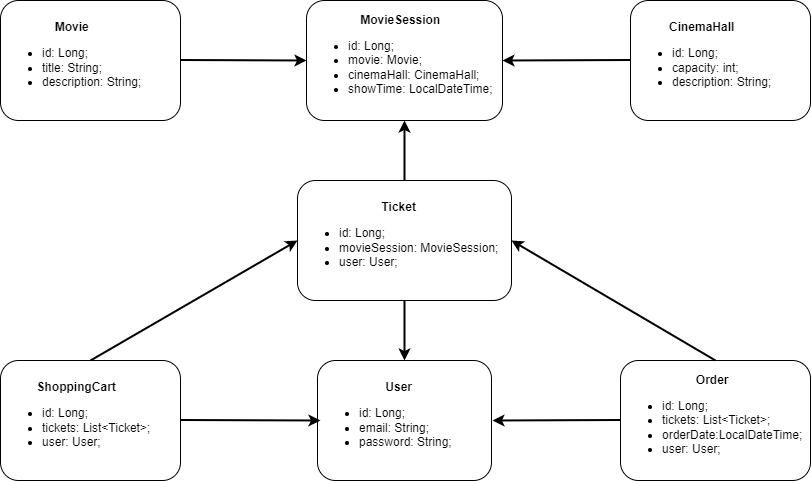 Movie
id: Long;
title: String;
description: String;
MovieSession
id: Long;
movie: Movie;
cinemaHall: CinemaHall;
showTime: LocalDateTime;
CinemaHall
id: Long;
capacity: int;
description: String;
Ticket
id: Long;
movieSession: MovieSession;
user: User;
ShoppingCart
id: Long;
tickets: List<Ticket>;
user: User;
User
id: Long;
email: String;
password: String;
Order
id: Long;
tickets: List<Ticket>;
orderDate:LocalDateTime;
user: User;